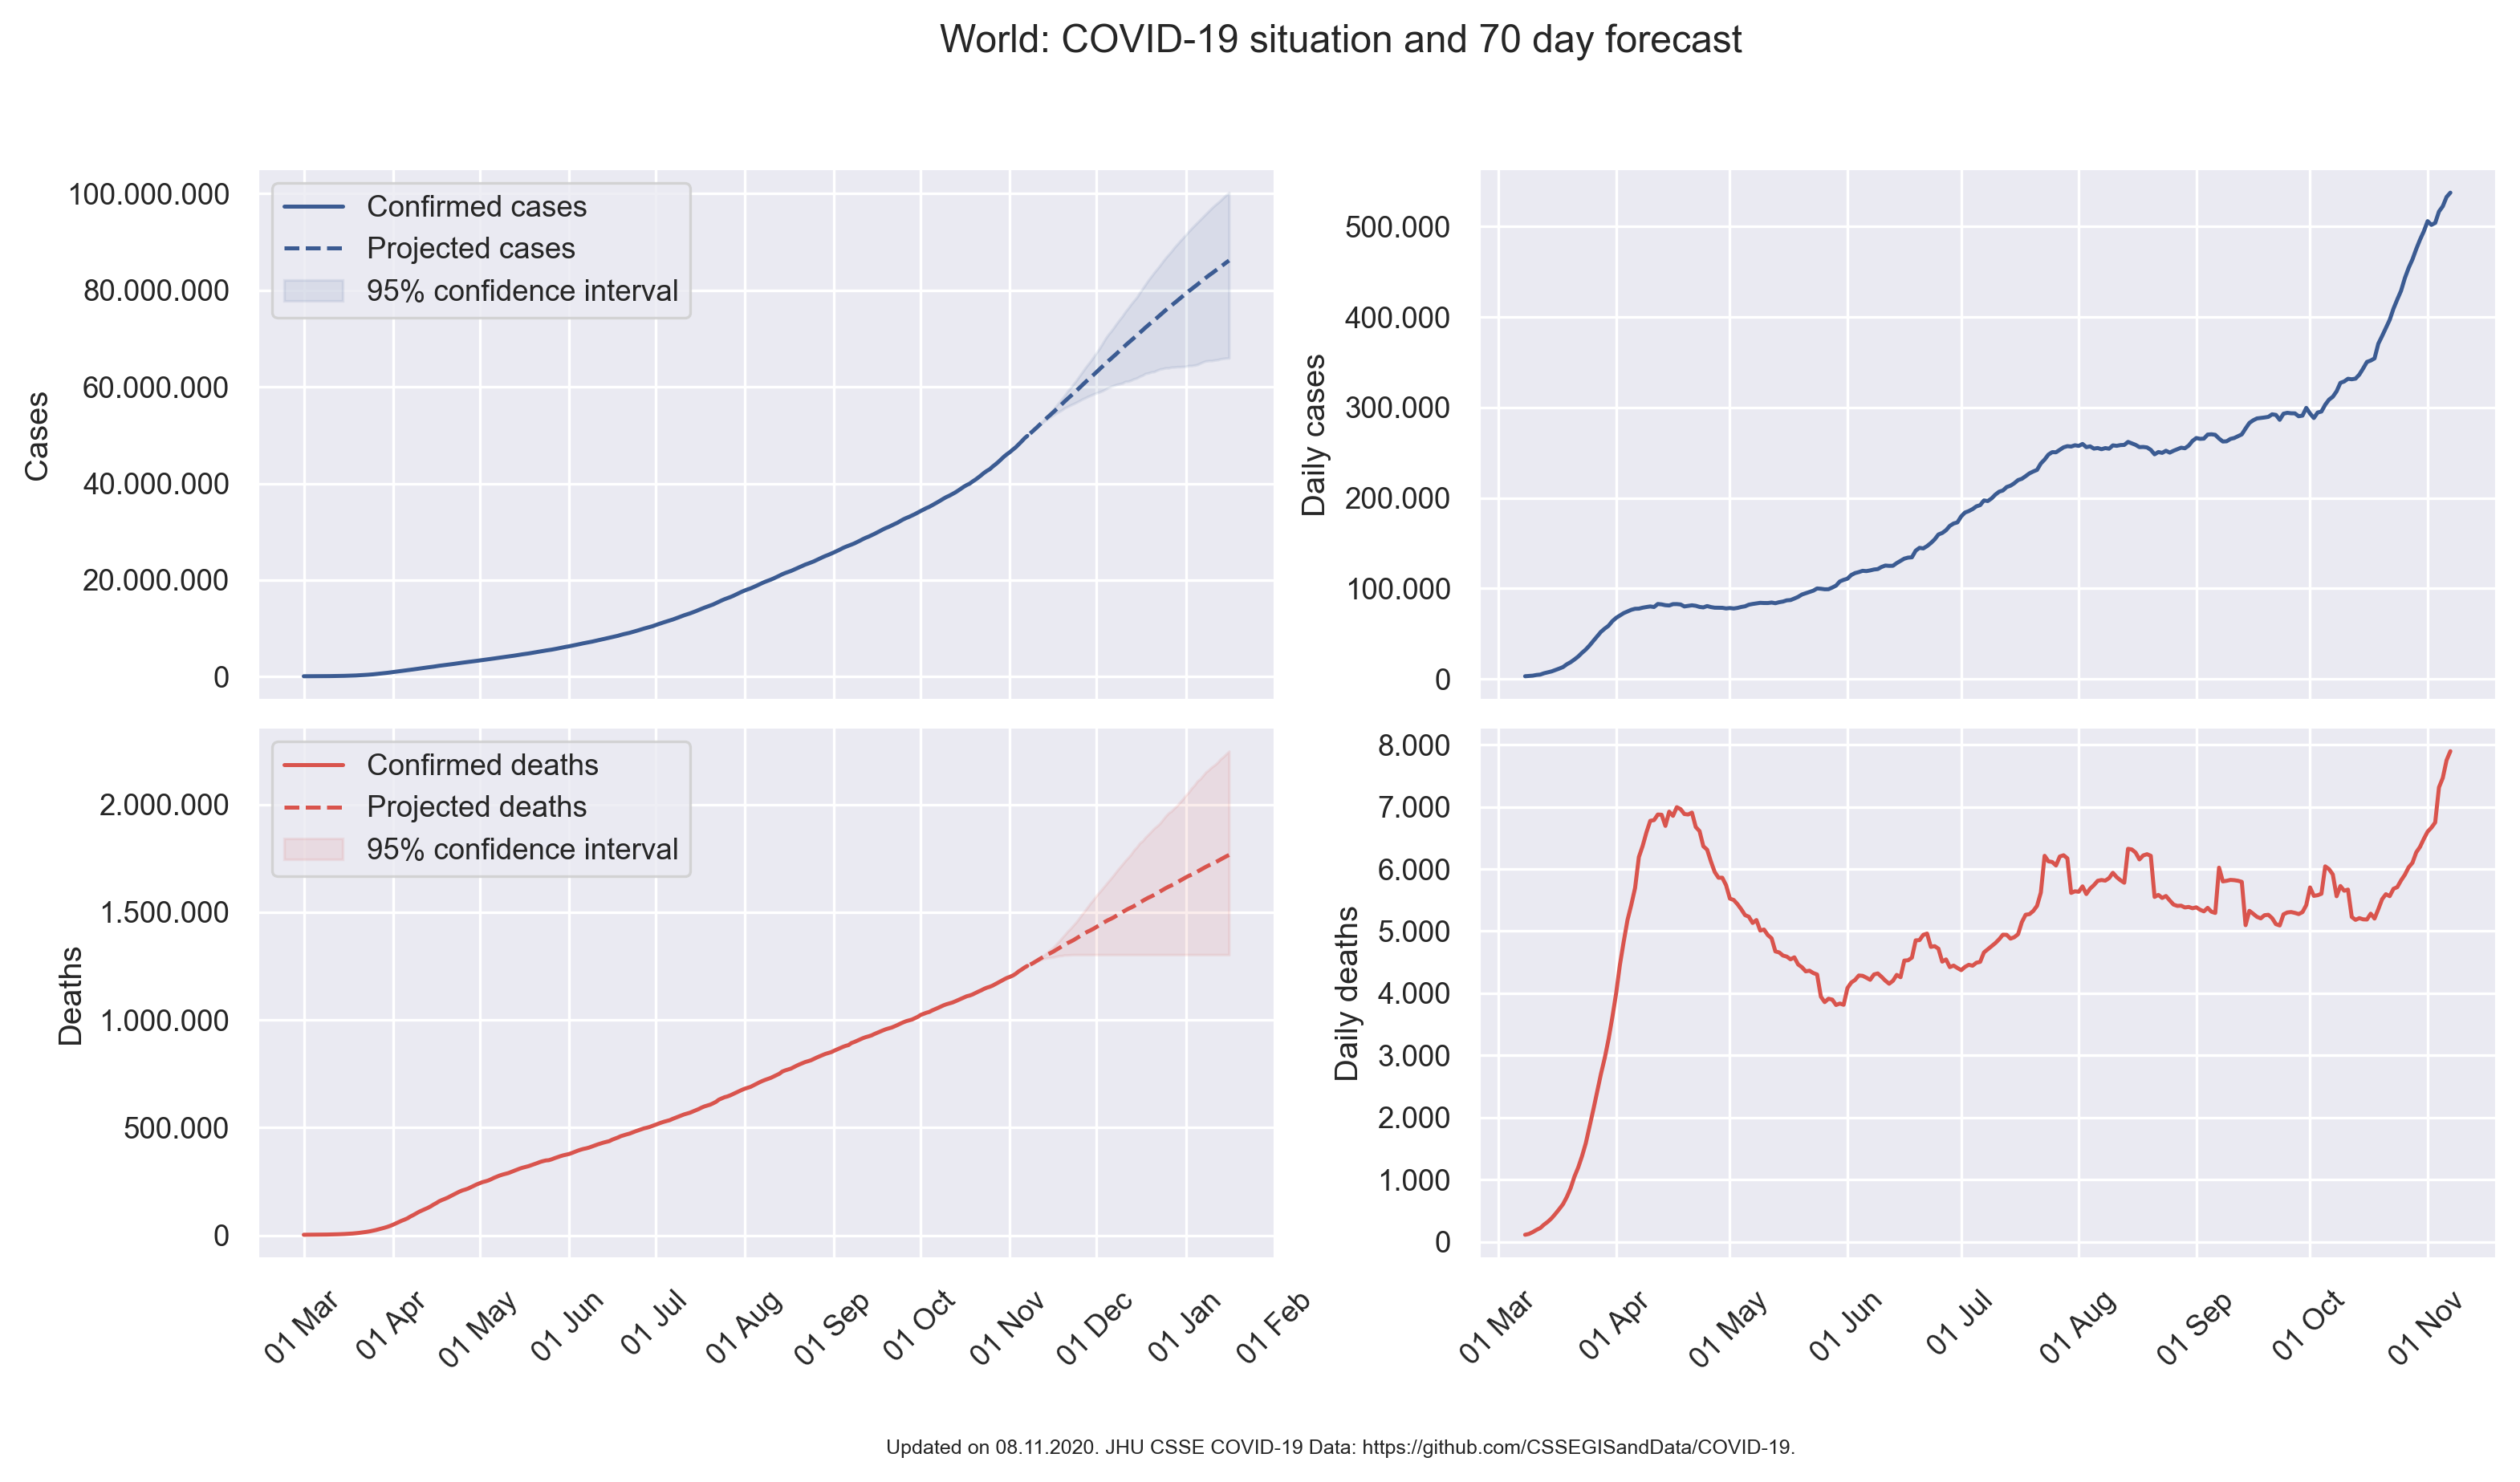 World: COVID-19 situation and 70 day forecast
100.000.000
80.000.000
60.000.000
40.000.000
20.000.000
0
Cases
Confirmed cases
Projected cases
95% confidence interval
500.000
400.000
300.000
200.000
100.000
0
Daily cases
2.000.000
1.500.000
1.000.000
500.000
0
Deaths
Confirmed deaths
Projected deaths
95% confidence interval
01 Mar
01 Apr
01 May
01 Jun
01 Jul
01 Aug
01 Sep
01 Oct
01 Nov
01 Dec
01 Jan
01 Feb
8.000
7.000
6.000
5.000
4.000
3.000
2.000
1.000
0
Daily deaths
01 Mar
01 Apr
01 May
01 Jun
01 Jul
01 Aug
01 Sep
01 Oct
01 Nov
Updated on 08.11.2020. JHU CSSE COVID-19 Data: https://github.com/CSSEGISandData/COVID-19.